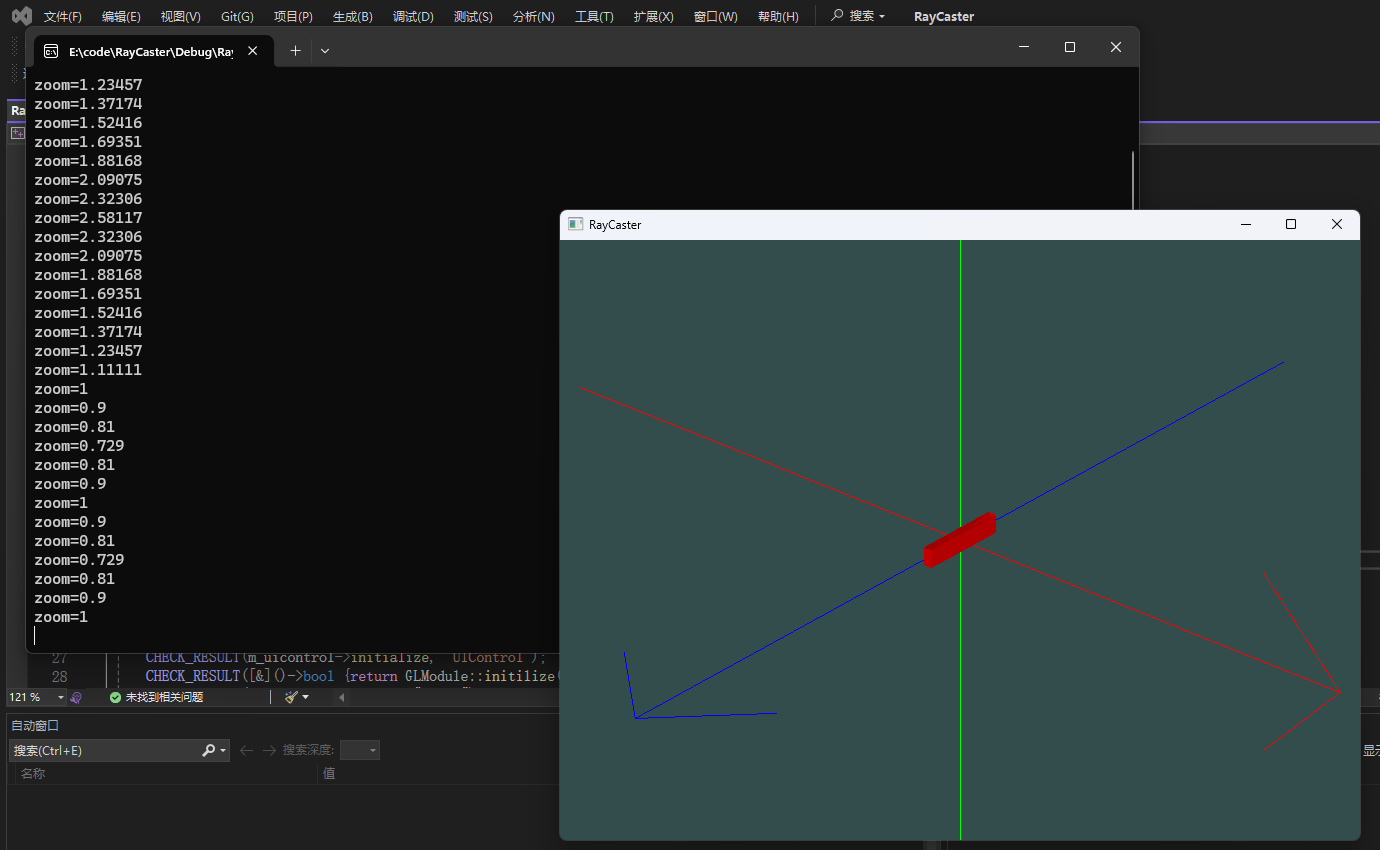 文件(F) 编辑(E) 视图(V) Git(G) 项目(P) 生成(B) 调试(D) 测试(S) 分析(N) 工具(T) 扩展(X) 窗口(W) 帮助(H) 搜索 RayCaster
E:\code\RayCaster\Debug\Ray
Ra
zoom=1.23457
zoom=1.37174
zoom=1.52416
zoom=1.69351
zoom=1.88168
zoom=2.09075
zoom=2.32306
zoom=2.58117
zoom=2.32306
zoom=2.09075
zoom=1.88168
zoom=1.69351
zoom=1.52416
zoom=1.37174
zoom=1.23457
zoom=1.11111
zoom=1
zoom=0.9
zoom=0.81
zoom=0.729
zoom=0.81
zoom=0.9
zoom=1
zoom=0.9
zoom=0.81
zoom=0.729
zoom=0.81
zoom=0.9
zoom=1
RayCaster
27 CHECK_RESULT(m_uicontrol->initialize, "UIControl");
28 CHECK_RESULT([&]()->bool {return GLModule::initilize(
121 % 未找到相关问题
自动窗口
搜索(Ctrl+E) 搜索深度:
名称 值